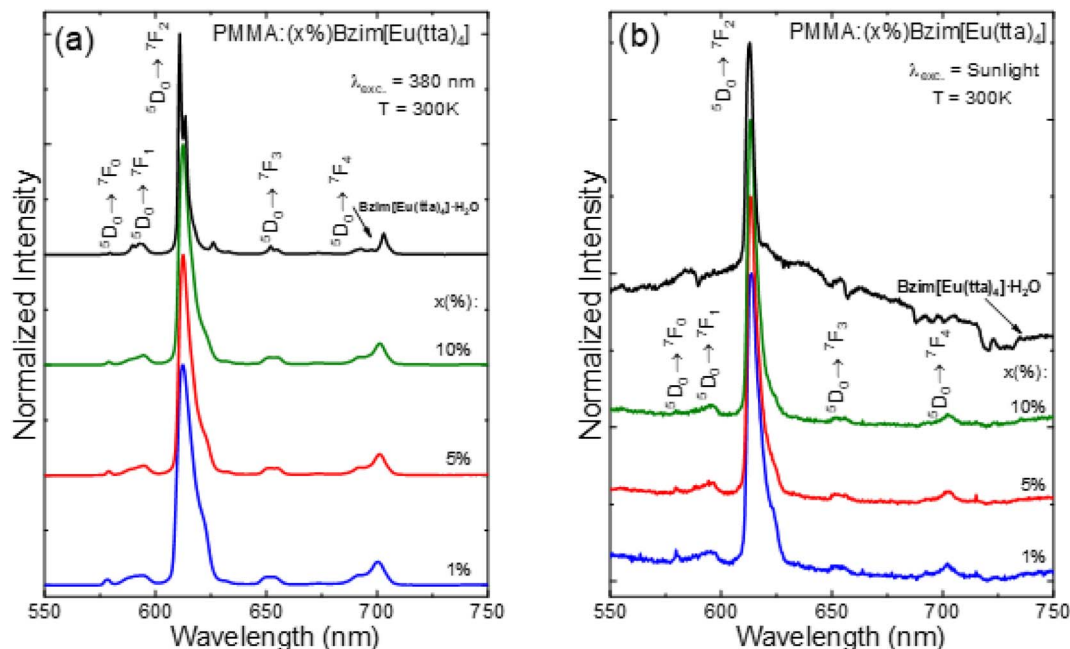 (a)
PMMA:(x%)Bzim[Eu(tta)₄]
λexc. = 380 nm
T = 300K
⁵D₀→⁷F₀
⁵D₀→⁷F₁
⁵D₀→⁷F₂
⁵D₀→⁷F₃
⁵D₀→⁷F₄
Bzim[Eu(tta)₄]·H₂O
x(%):
10%
5%
1%
Normalized Intensity
550 600 650 700 750
Wavelength (nm)
(b)
PMMA:(x%)Bzim[Eu(tta)₄]
λexc. = Sunlight
T = 300K
⁵D₀→⁷F₂
Bzim[Eu(tta)₄]·H₂O
⁵D₀→⁷F₀
⁵D₀→⁷F₁
⁵D₀→⁷F₃
⁵D₀→⁷F₄
x(%):
10%
5%
1%
Normalized Intensity
550 600 650 700 750
Wavelength (nm)